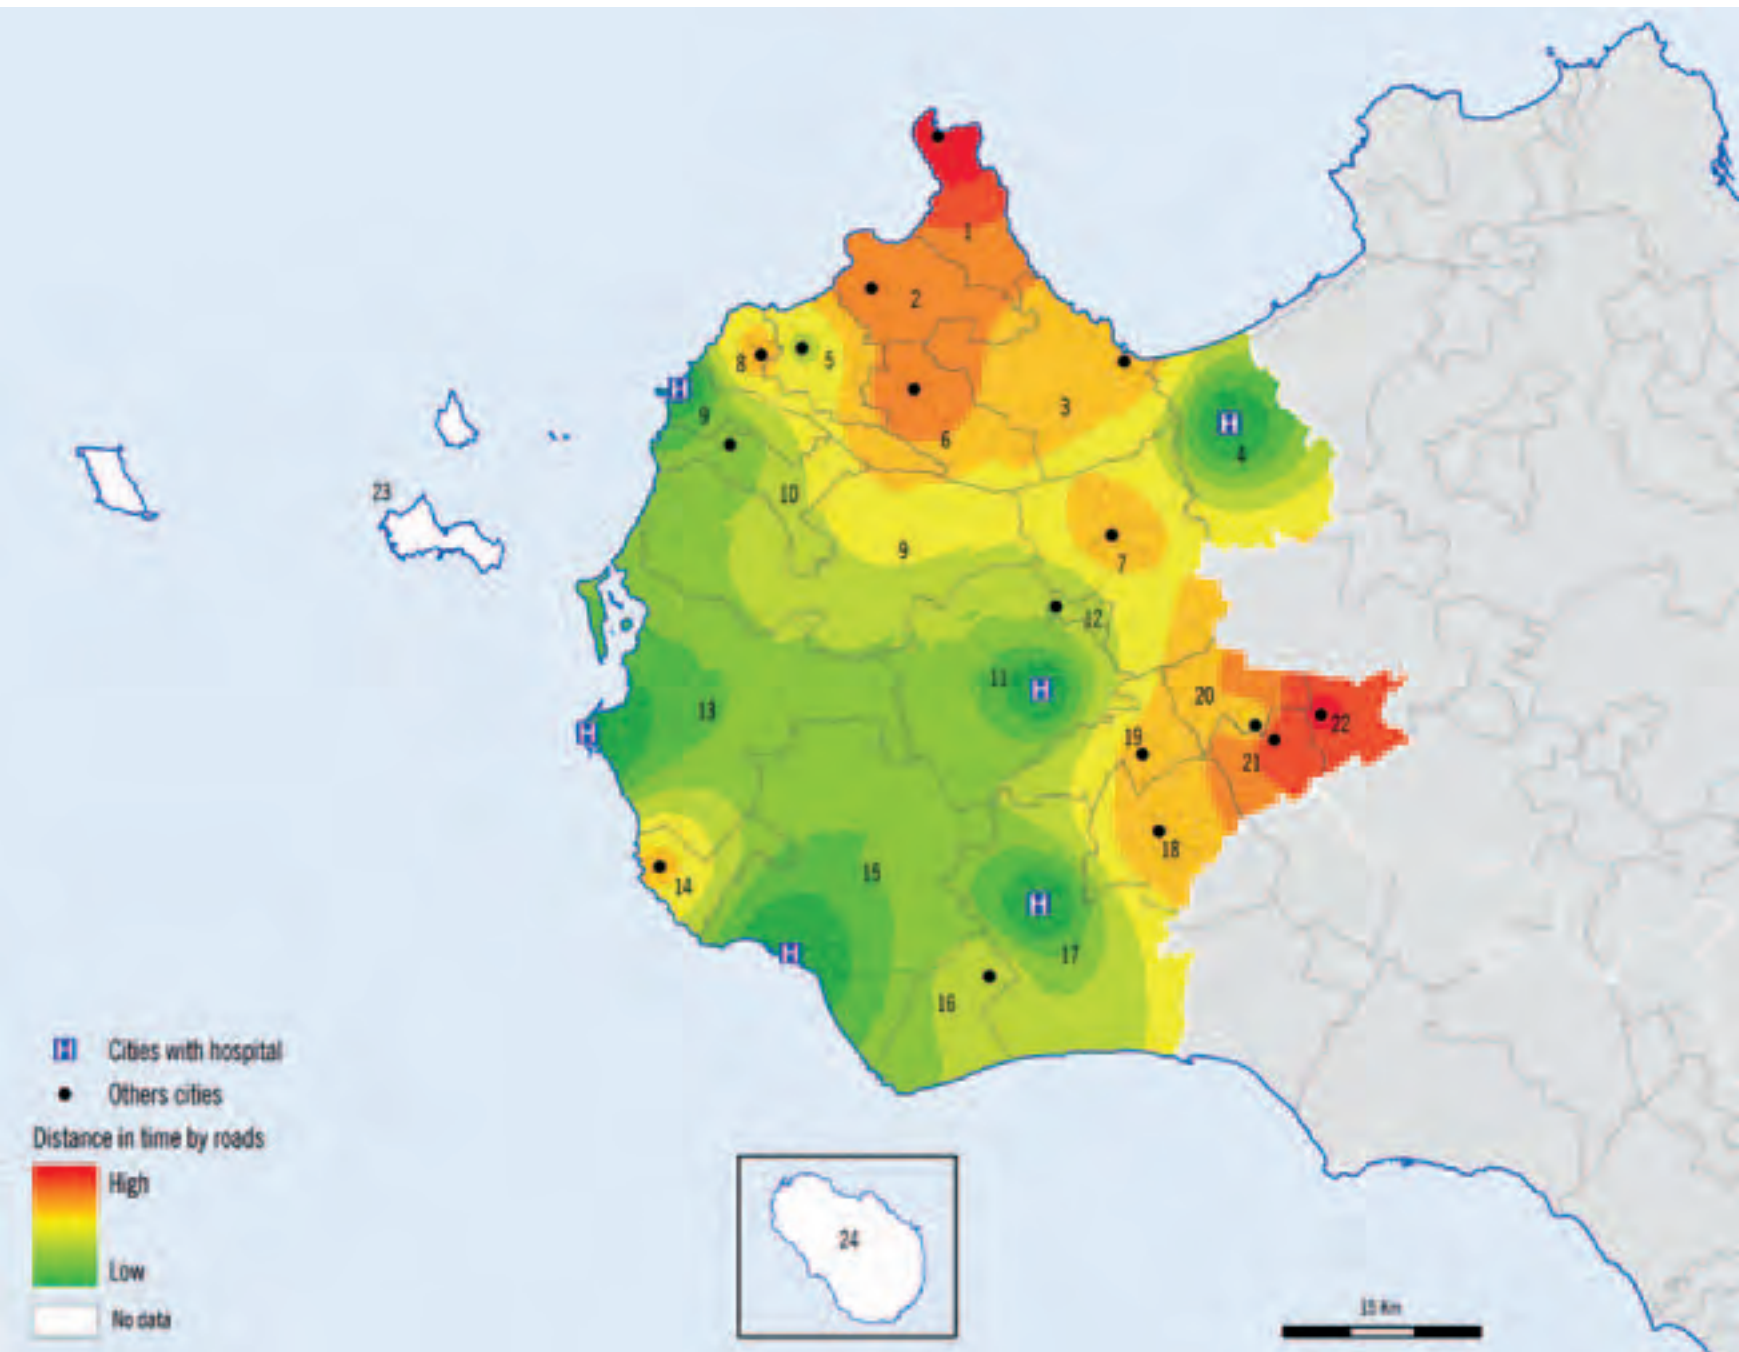 1
2
8
5
3
9
6
4
10
23
9
7
12
11
20
13
22
19
21
18
15
14
17
16
H Cities with hospital
Others cities
Distance in time by roads
High
Low
No data
24
15 Km
H
H
H
H
H
H